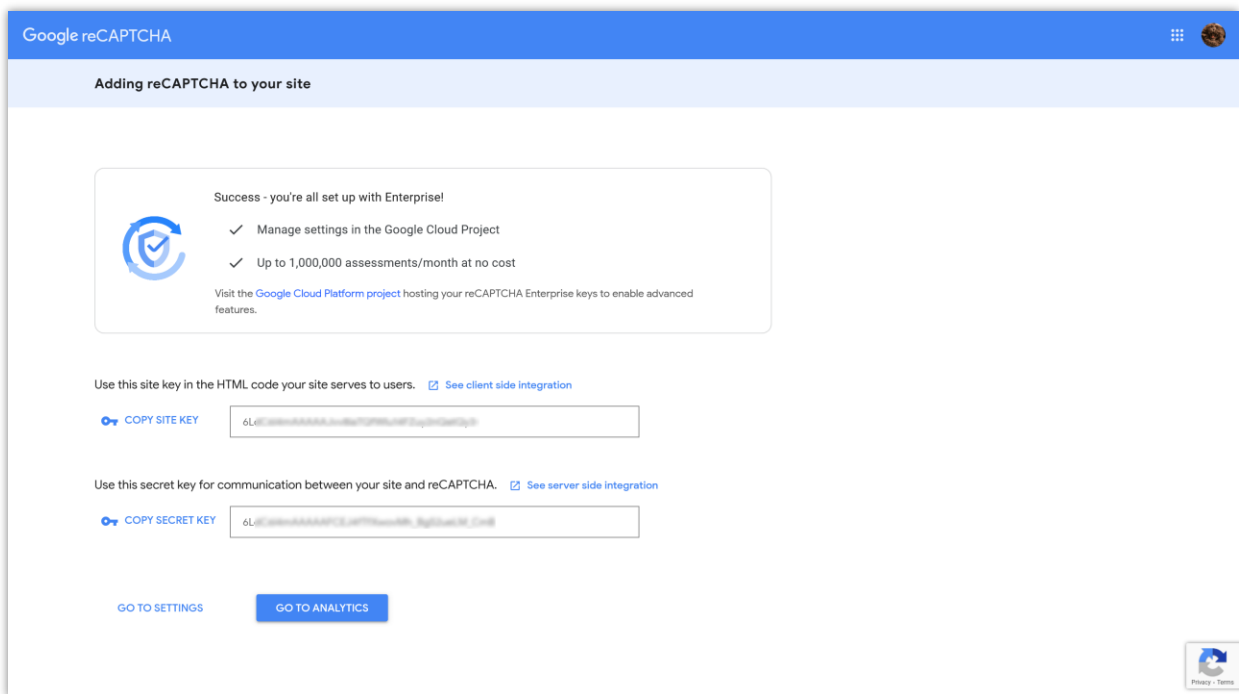 Google reCAPTCHA
Adding reCAPTCHA to your site
Success - you're all set up with Enterprise!
Manage settings in the Google Cloud Project
Up to 1,000,000 assessments/month at no cost
Visit the Google Cloud Platform project hosting your reCAPTCHA Enterprise keys to enable advanced
features.
Use this site key in the HTML code your site serves to users. See client side integration
COPY SITE KEY
Use this secret key for communication between your site and reCAPTCHA. See server side integration
COPY SECRET KEY
GO TO SETTINGS GO TO ANALYTICS
Privacy - Terms